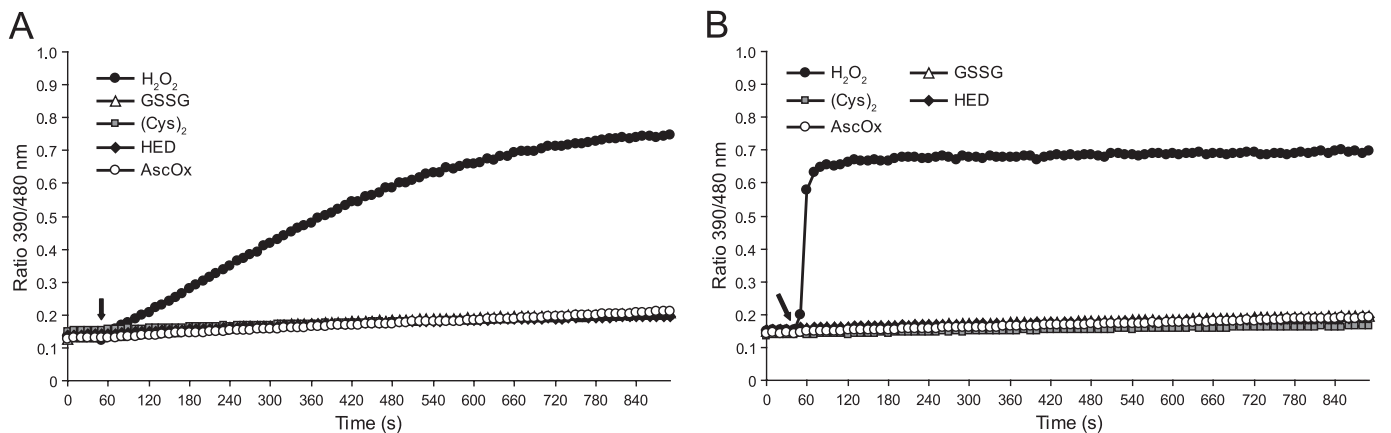 A
Ratio 390/480 nm
1.0
0.9
0.8
0.7
0.6
0.5
0.4
0.3
0.2
0.1
0
H₂O₂
GSSG
(Cys)₂
HED
AscOx
0 60 120 180 240 300 360 420 480 540 600 660 720 780 840
Time (s)
B
Ratio 390/480 nm
1.0
0.9
0.8
0.7
0.6
0.5
0.4
0.3
0.2
0.1
0
H₂O₂ GSSG
(Cys)₂ HED
AscOx
0 60 120 180 240 300 360 420 480 540 600 660 720 780 840
Time (s)